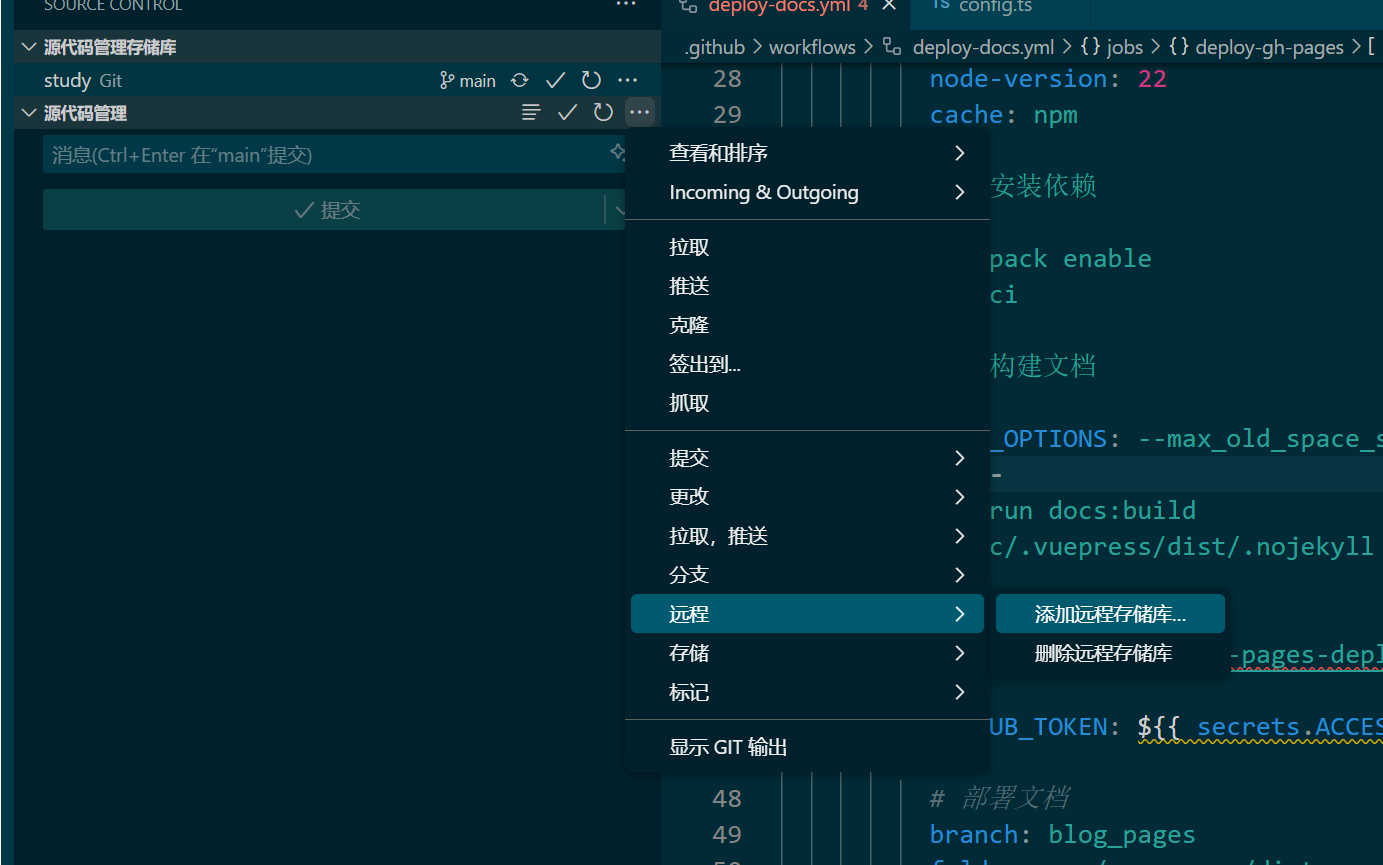 SOURCE CONTROL
源代码管理存储库
study Git
main
源代码管理
消息(Ctrl+Enter 在“main”提交)
提交
查看和排序
Incoming & Outgoing
拉取
推送
克隆
签出到...
抓取
提交
更改
拉取，推送
分支
远程
存储
标记
显示 GIT 输出
添加远程存储库...
删除远程存储库
deploy-docs.yml 4
TS config.ts
.github > workflows > deploy-docs.yml > {} jobs > {} deploy-gh-pages > [
28 node-version: 22
29 cache: npm
安装依赖
pack enable
ci
构建文档
_OPTIONS: --max_old_space_s
-
run docs:build
c/.vuepress/dist/.nojekyll
-pages-depl
UB_TOKEN: ${{ secrets.ACCES
48 # 部署文档
49 branch: blog_pages